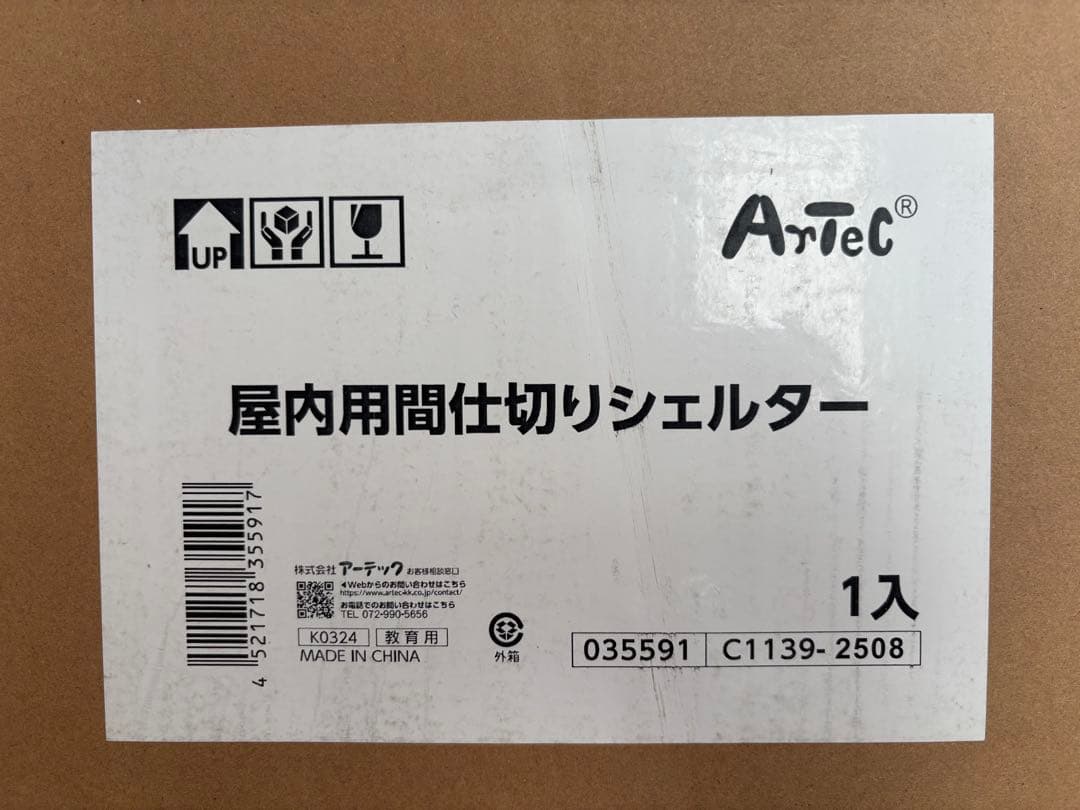 UP
ArTeC®
屋内用間仕切りシェルター
4 521718 355917
株式会社 アーテック お客様相談窓口
◀Webからのお問い合わせはこちら
https://www.artec-kk.co.jp/contact/
お電話でのお問い合わせはこちら
TEL 072-990-5656
K0324 教育用
MADE IN CHINA
外箱
1入
035591 C1139-2508